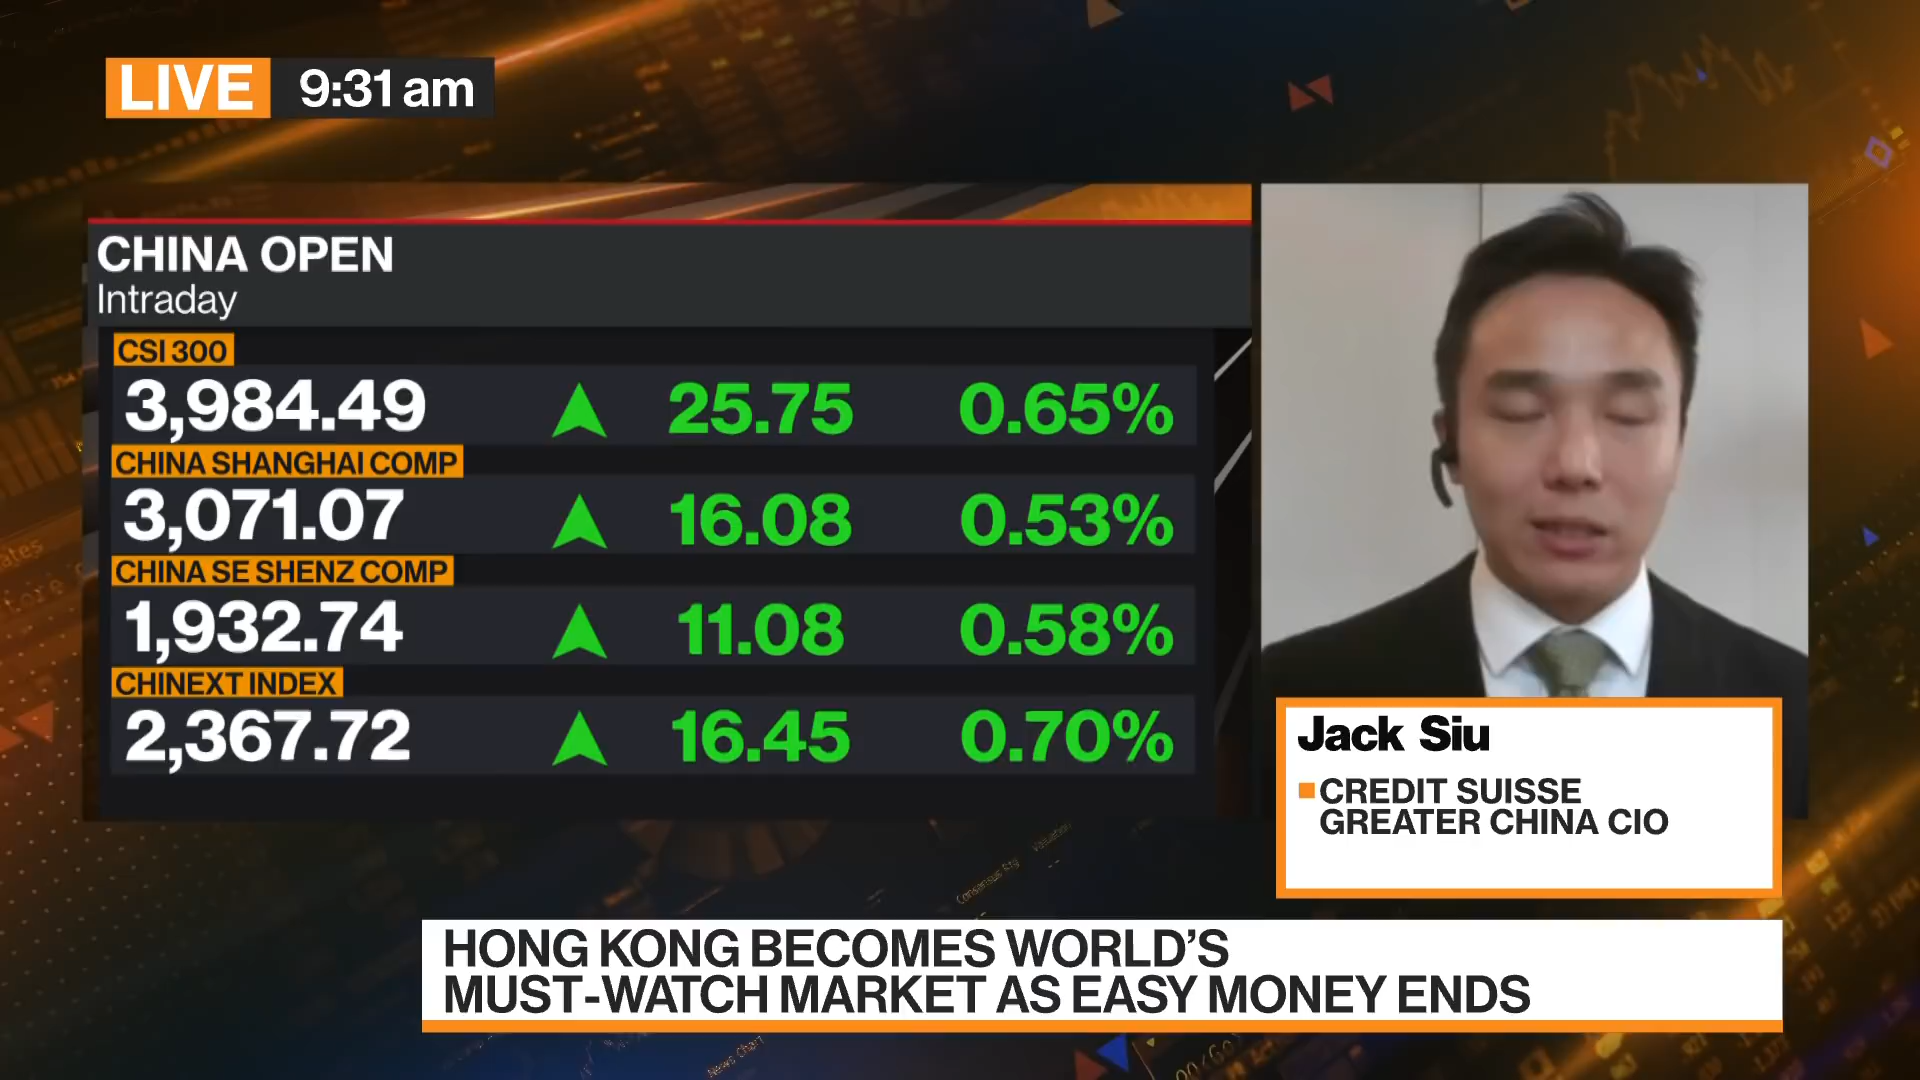 LIVE 9:31am
CHINA OPEN
Intraday
CSI 300
3,984.49 25.75 0.65%
CHINA SHANGHAI COMP
3,071.07 16.08 0.53%
CHINA SE SHENZ COMP
1,932.74 11.08 0.58%
CHINEXT INDEX
2,367.72 16.45 0.70%
Jack Siu
CREDIT SUISSE
GREATER CHINA CIO
HONG KONG BECOMES WORLD'S
MUST-WATCH MARKET AS EASY MONEY ENDS